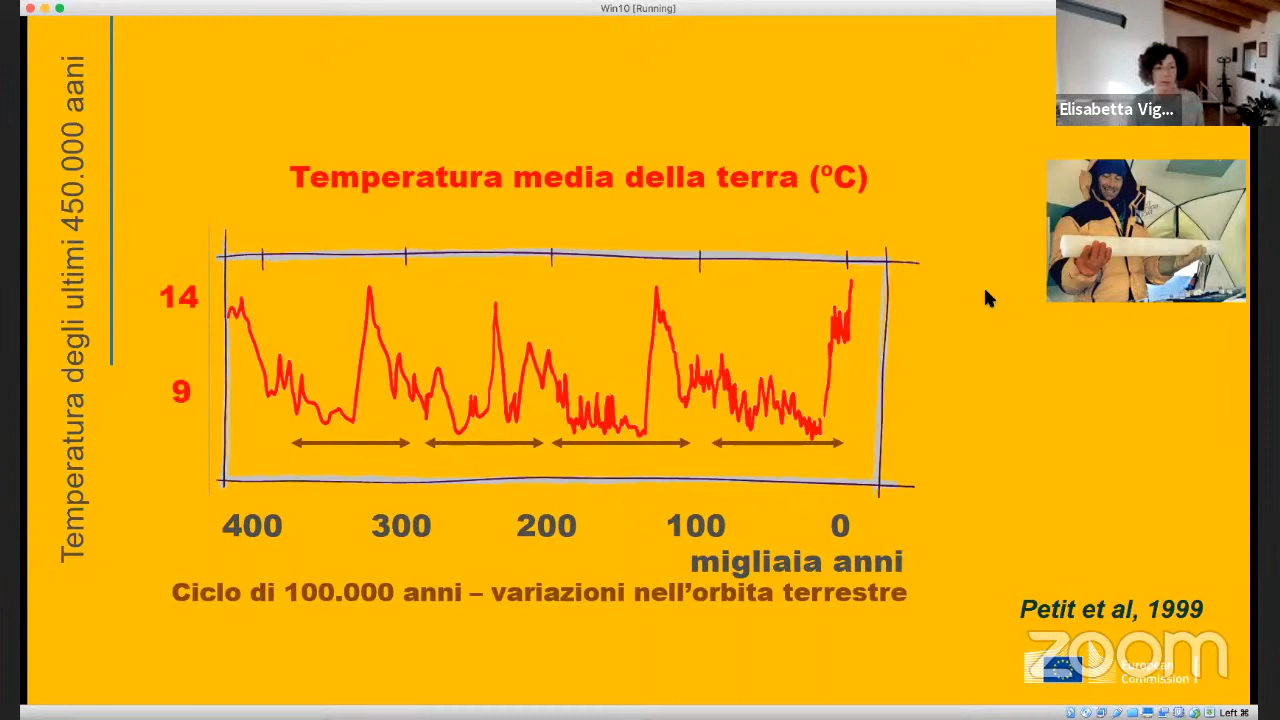 Win10 [Running]
Elisabetta Vig...
Temperatura degli ultimi 450.000 aani
Temperatura media della terra (ºC)
14
9
400 300 200 100 0
migliaia anni
Ciclo di 100.000 anni – variazioni nell'orbita terrestre
Petit et al, 1999
zoom
European
Commission
Left ⌘